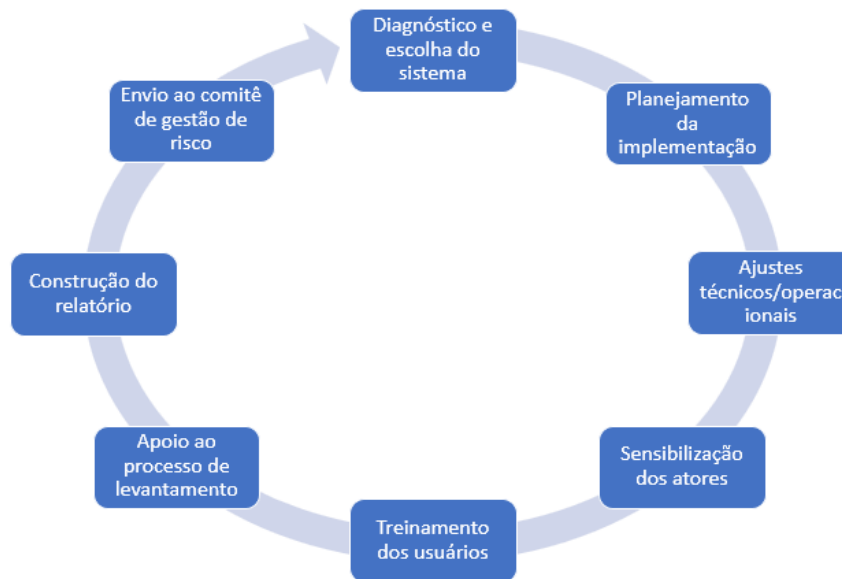 Diagnóstico e
escolha do
sistema
Planejamento
da
implementação
Ajustes
técnicos/operac
ionais
Sensibilização
dos atores
Treinamento
dos usuários
Apoio ao
processo de
levantamento
Construção do
relatório
Envio ao comitê
de gestão de
risco